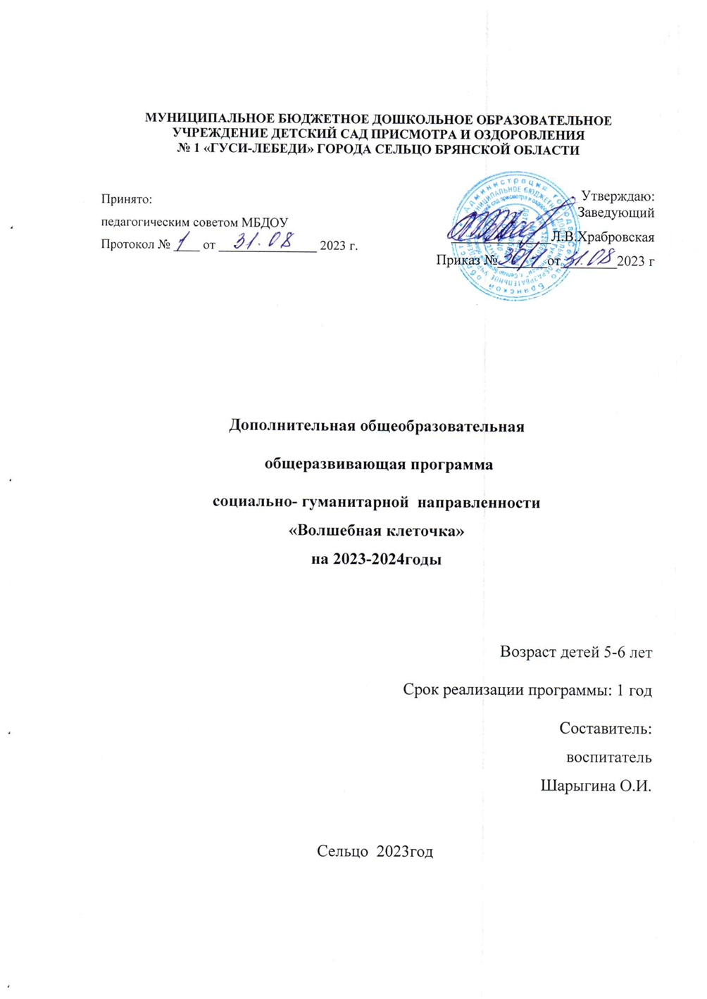 МУНИЦИПАЛЬНОЕ БЮДЖЕТНОЕ ДОШКОЛЬНОЕ ОБРАЗОВАТЕЛЬНОЕ
УЧРЕЖДЕНИЕ ДЕТСКИЙ САД ПРИСМОТРА И ОЗДОРОВЛЕНИЯ
№ 1 «ГУСИ-ЛЕБЕДИ» ГОРОДА СЕЛЬЦО БРЯНСКОЙ ОБЛАСТИ
Принято:
педагогическим советом МБДОУ
Протокол № 1 от 31.08 2023 г.
Утверждаю:
Заведующий
Л.В.Храбровская
Приказ № от 31.08 2023 г
Дополнительная общеобразовательная
общеразвивающая программа
социально- гуманитарной направленности
«Волшебная клеточка»
на 2023-2024годы
Возраст детей 5-6 лет
Срок реализации программы: 1 год
Составитель:
воспитатель
Шарыгина О.И.
Сельцо 2023год